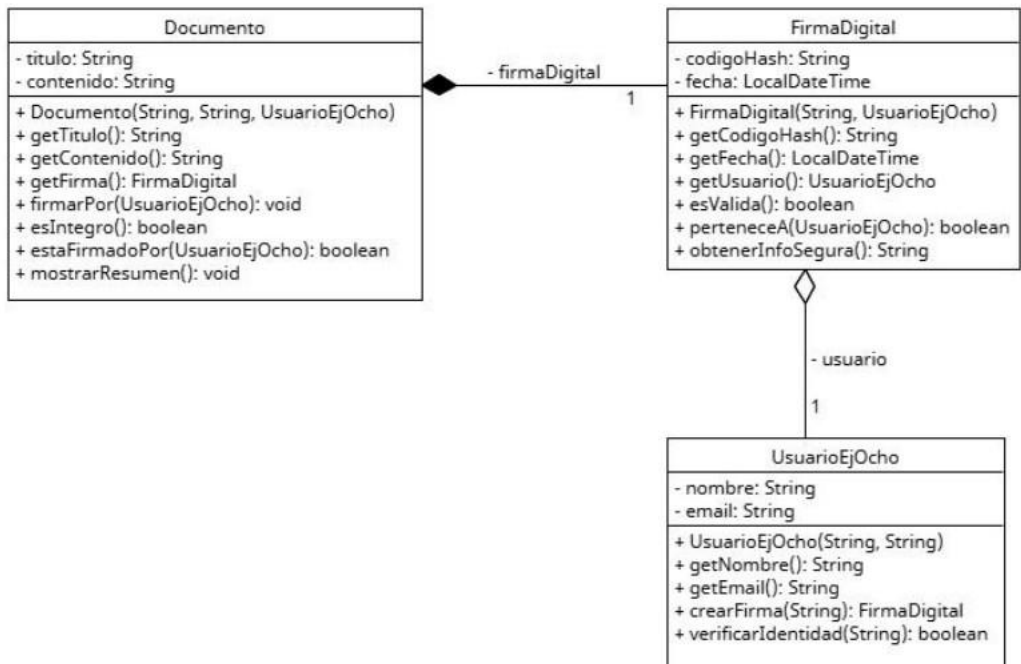 Documento
- titulo: String
- contenido: String
+ Documento(String, String, UsuarioEjOcho)
+ getTitulo(): String
+ getContenido(): String
+ getFirma(): FirmaDigital
+ firmarPor(UsuarioEjOcho): void
+ esIntegro(): boolean
+ estaFirmadoPor(UsuarioEjOcho): boolean
+ mostrarResumen(): void
- firmaDigital
1
FirmaDigital
- codigoHash: String
- fecha: LocalDateTime
+ FirmaDigital(String, UsuarioEjOcho)
+ getCodigoHash(): String
+ getFecha(): LocalDateTime
+ getUsuario(): UsuarioEjOcho
+ esValida(): boolean
+ perteneceA(UsuarioEjOcho): boolean
+ obtenerInfoSegura(): String
- usuario
1
UsuarioEjOcho
- nombre: String
- email: String
+ UsuarioEjOcho(String, String)
+ getNombre(): String
+ getEmail(): String
+ crearFirma(String): FirmaDigital
+ verificarIdentidad(String): boolean